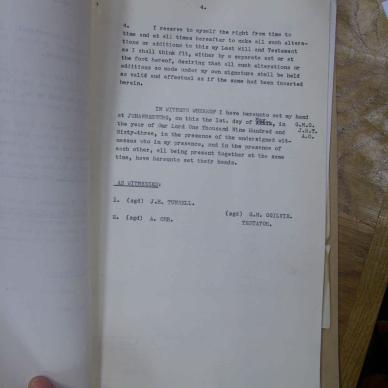 4.
4. I reserve to myself the right from time to
time and at all times hereafter to make all such altera-
tions or additions to this my Last Will and Testament
as I shall think fit, either by a separate act or at
the foot hereof, desiring that all such alterations or
additions so made under my own signature shall be held
as valid and effectual as if the same had been inserted
herein.
IN WITNESS WHEREOF I have hereunto set my hand
at JOHANNESBURG, on this the 1st. day of in G.M.O.
the year of Our Lord One Thousand Nine Hundred and J.H.T.
Sixty-three, in the presence of the undersigned wit- A.O.
nesses who in my presence, and in the presence of
each other, all being present together at the same
time, have hereunto set their hands.
AS WITNESSES:
1. (sgd) J.H. TURRELL.
(sgd) G.M. OGILVIE.
2. (sgd) A. ORR.
TESTATOR.